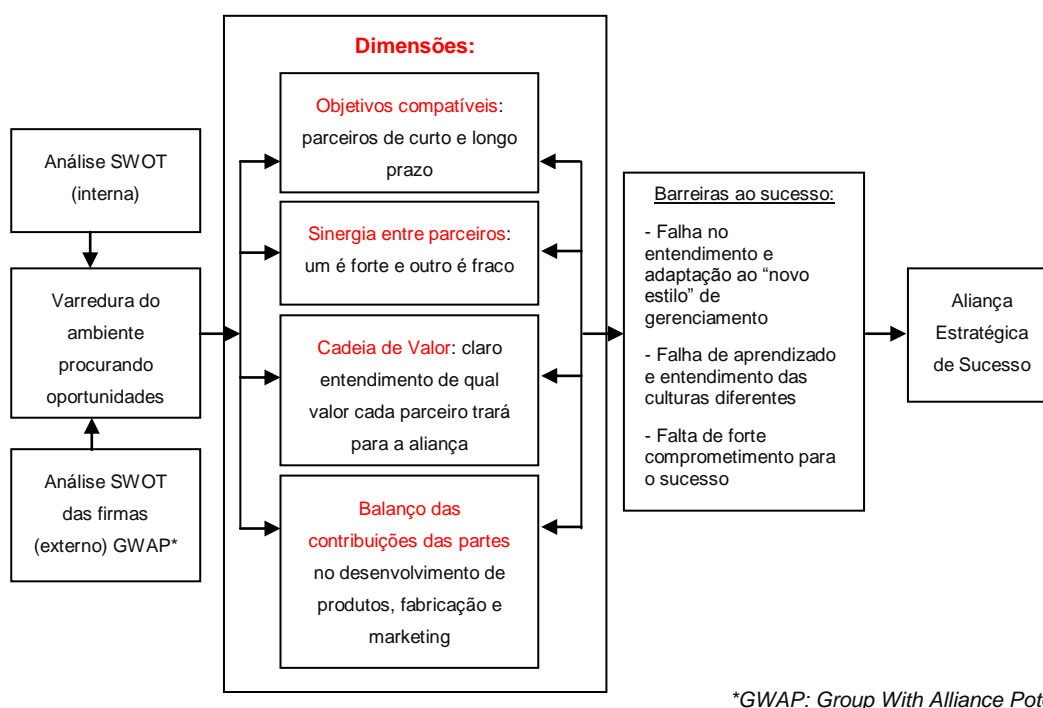 Análise SWOT
(interna)
Varredura do
ambiente
procurando
oportunidades
Análise SWOT
das firmas
(externo) GWAP*
Dimensões:
Objetivos compatíveis:
parceiros de curto e longo
prazo
Sinergia entre parceiros:
um é forte e outro é fraco
Cadeia de Valor: claro
entendimento de qual
valor cada parceiro trará
para a aliança
Balanço das
contribuições das partes
no desenvolvimento de
produtos, fabricação e
marketing
Barreiras ao sucesso:
- Falha no
entendimento e
adaptação ao “novo
estilo” de
gerenciamento
- Falha de aprendizado
e entendimento das
culturas diferentes
- Falta de forte
comprometimento para
o sucesso
Aliança
Estratégica
de Sucesso
*GWAP: Group With Alliance